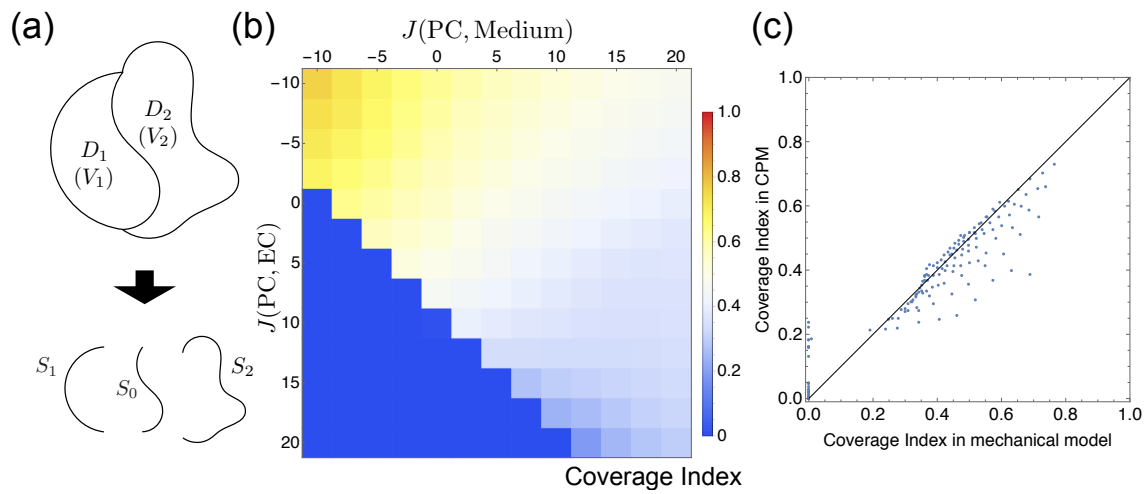 (a)
D₁
(V₁)
D₂
(V₂)
S₁
S₀
S₂
(b)
J(PC, Medium)
−10 −5 0 5 10 15 20
J(PC, EC)
−10
−5
0
5
10
15
20
1.0
0.8
0.6
0.4
0.2
0
Coverage Index
(c)
Coverage Index in CPM
1.0
0.8
0.6
0.4
0.2
0.0
0.0 0.2 0.4 0.6 0.8 1.0
Coverage Index in mechanical model